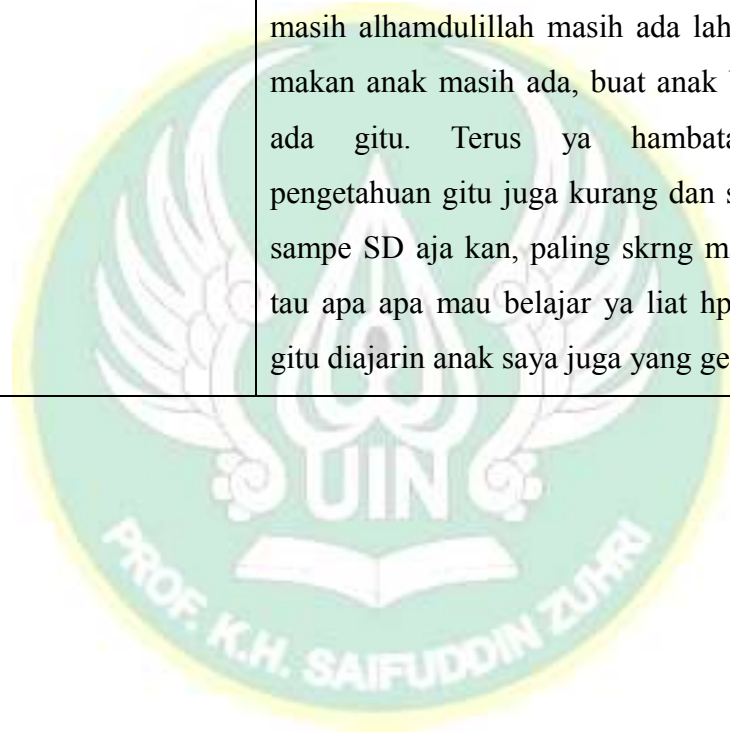 masih alhamdulillah masih ada lah
makan anak masih ada, buat anak
ada gitu. Terus ya
pengetahuan gitu juga kurang dan
sampe SD aja kan, paling skrng
tau apa apa mau belajar ya liat hp
gitu diajarin anak saya juga yang
UIN
PROF. K.H. SAIFUDDIN ZUHRI